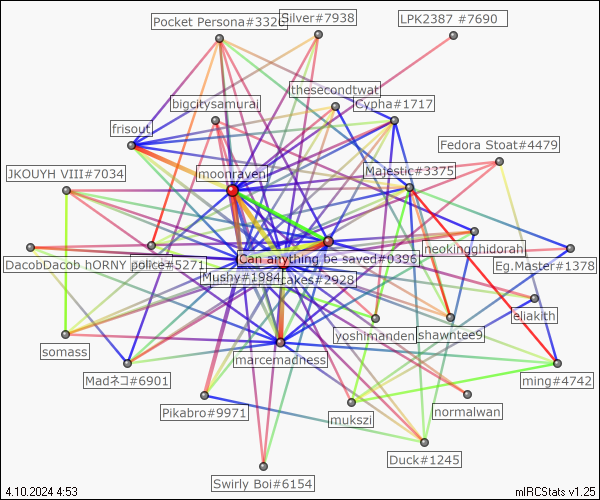 Pocket Persona#3326
Silver#7938
LPK2387 #7690
thesecondtwat
bigcitysamurai
Cypha#1717
frisout
Fedora Stoat#4479
JKOUYH VIII#7034
moonraven
Majestic#3375
neokingghidorah
Can anything be saved#0396
DacobDacob hORNY police#5271
Eg.Master#1378
Mushy#1984
cakes#2928
eliakith
yoshimanden
shawntee9
somass
marcemadness
Madネコ#6901
ming#4742
Pikabro#9971
normalwan
mukszi
Duck#1245
Swirly Boi#6154
4.10.2024 4:53
mIRCStats v1.25